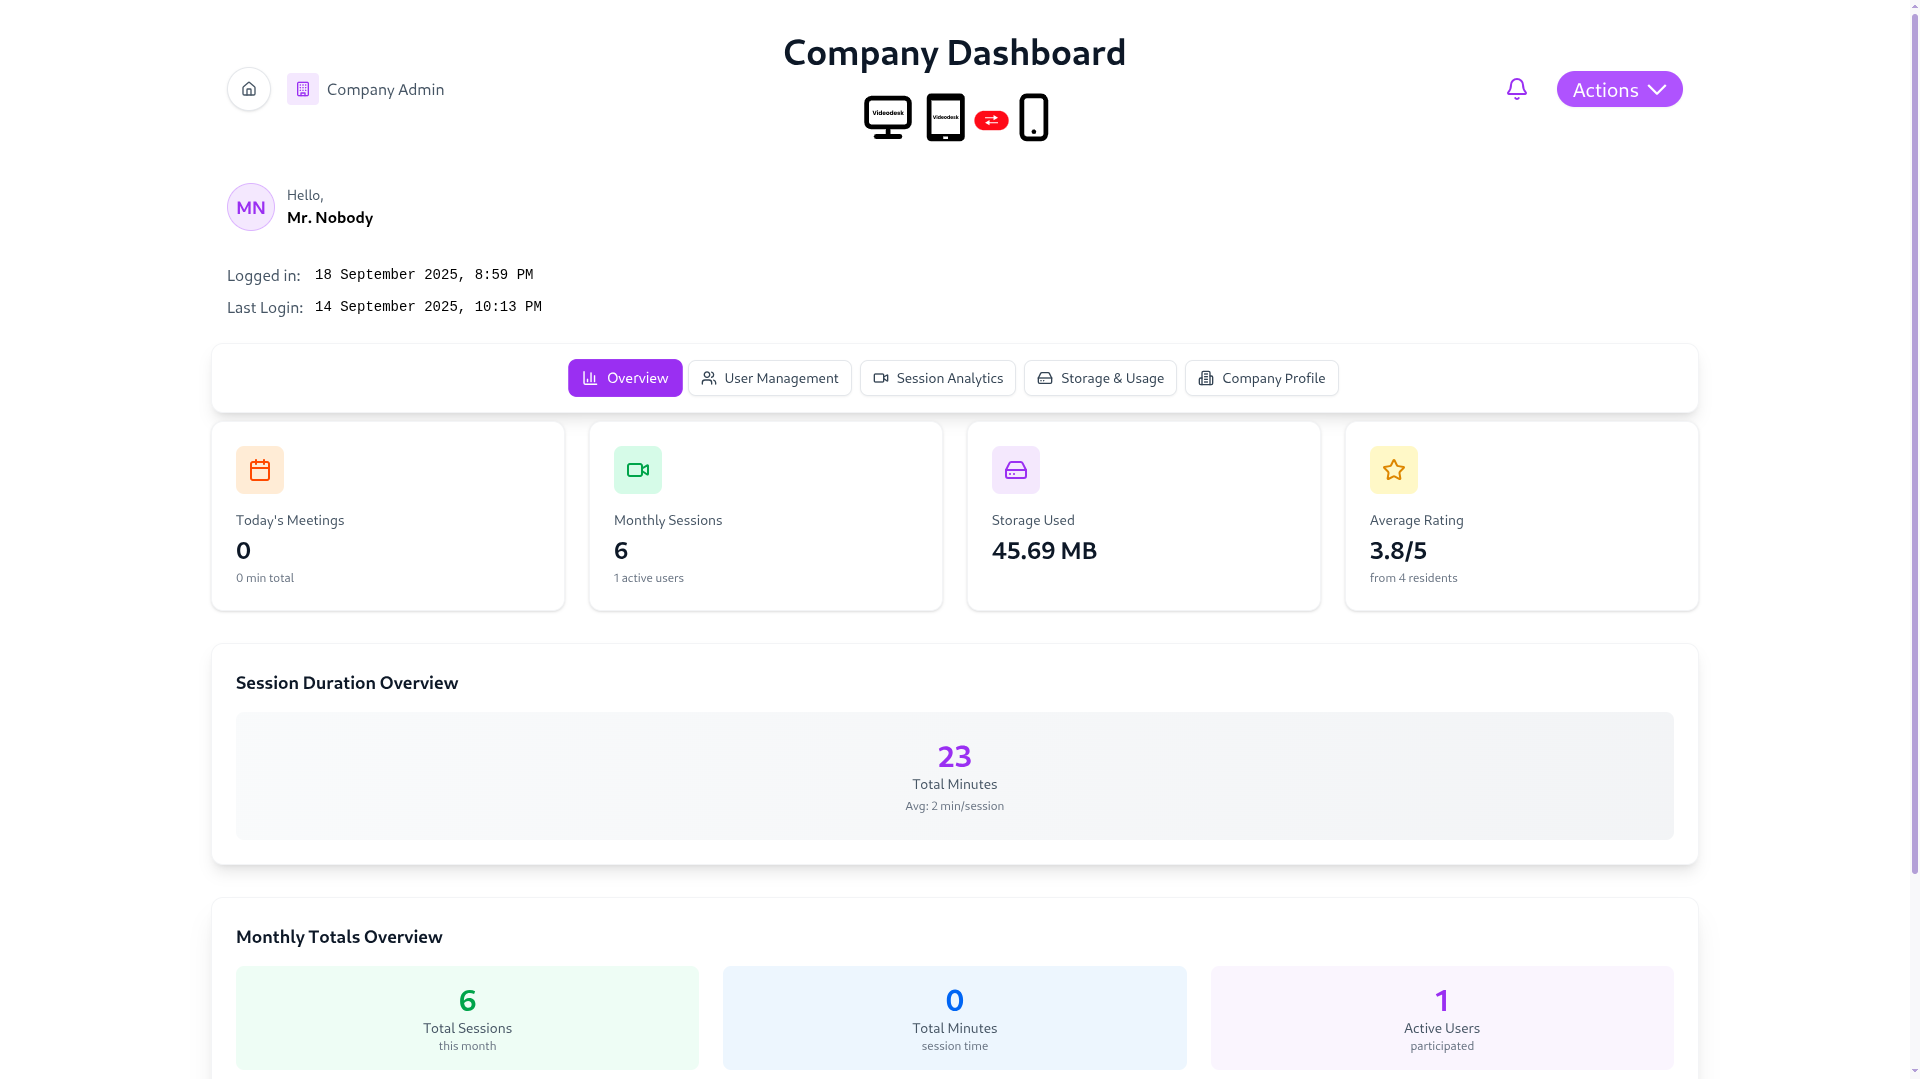 Company Dashboard
Company Admin
Actions
Videodesk
Videodesk
MN
Hello,
Mr. Nobody
Logged in: 18 September 2025, 8:59 PM
Last Login: 14 September 2025, 10:13 PM
Overview
User Management
Session Analytics
Storage & Usage
Company Profile
Today's Meetings
0
0 min total
Monthly Sessions
6
1 active users
Storage Used
45.69 MB
Average Rating
3.8/5
from 4 residents
Session Duration Overview
23
Total Minutes
Avg: 2 min/session
Monthly Totals Overview
6
Total Sessions
this month
0
Total Minutes
session time
1
Active Users
participated